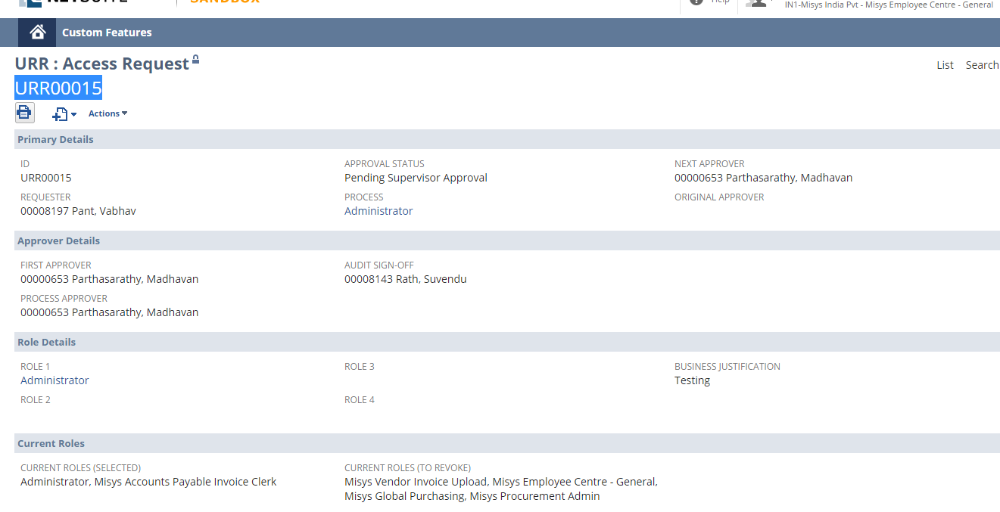 NETSUITE SANDBOX Help IN1-Misys India Pvt - Misys Employee Centre - General
Custom Features
URR : Access Request List Search
URR00015
Actions
Primary Details
ID APPROVAL STATUS NEXT APPROVER
URR00015 Pending Supervisor Approval 00000653 Parthasarathy, Madhavan
REQUESTER PROCESS ORIGINAL APPROVER
00008197 Pant, Vabhav Administrator
Approver Details
FIRST APPROVER AUDIT SIGN-OFF
00000653 Parthasarathy, Madhavan 00008143 Rath, Suvendu
PROCESS APPROVER
00000653 Parthasarathy, Madhavan
Role Details
ROLE 1 ROLE 3 BUSINESS JUSTIFICATION
Administrator Testing
ROLE 2 ROLE 4
Current Roles
CURRENT ROLES (SELECTED) CURRENT ROLES (TO REVOKE)
Administrator, Misys Accounts Payable Invoice Clerk Misys Vendor Invoice Upload, Misys Employee Centre - General,
Misys Global Purchasing, Misys Procurement Admin